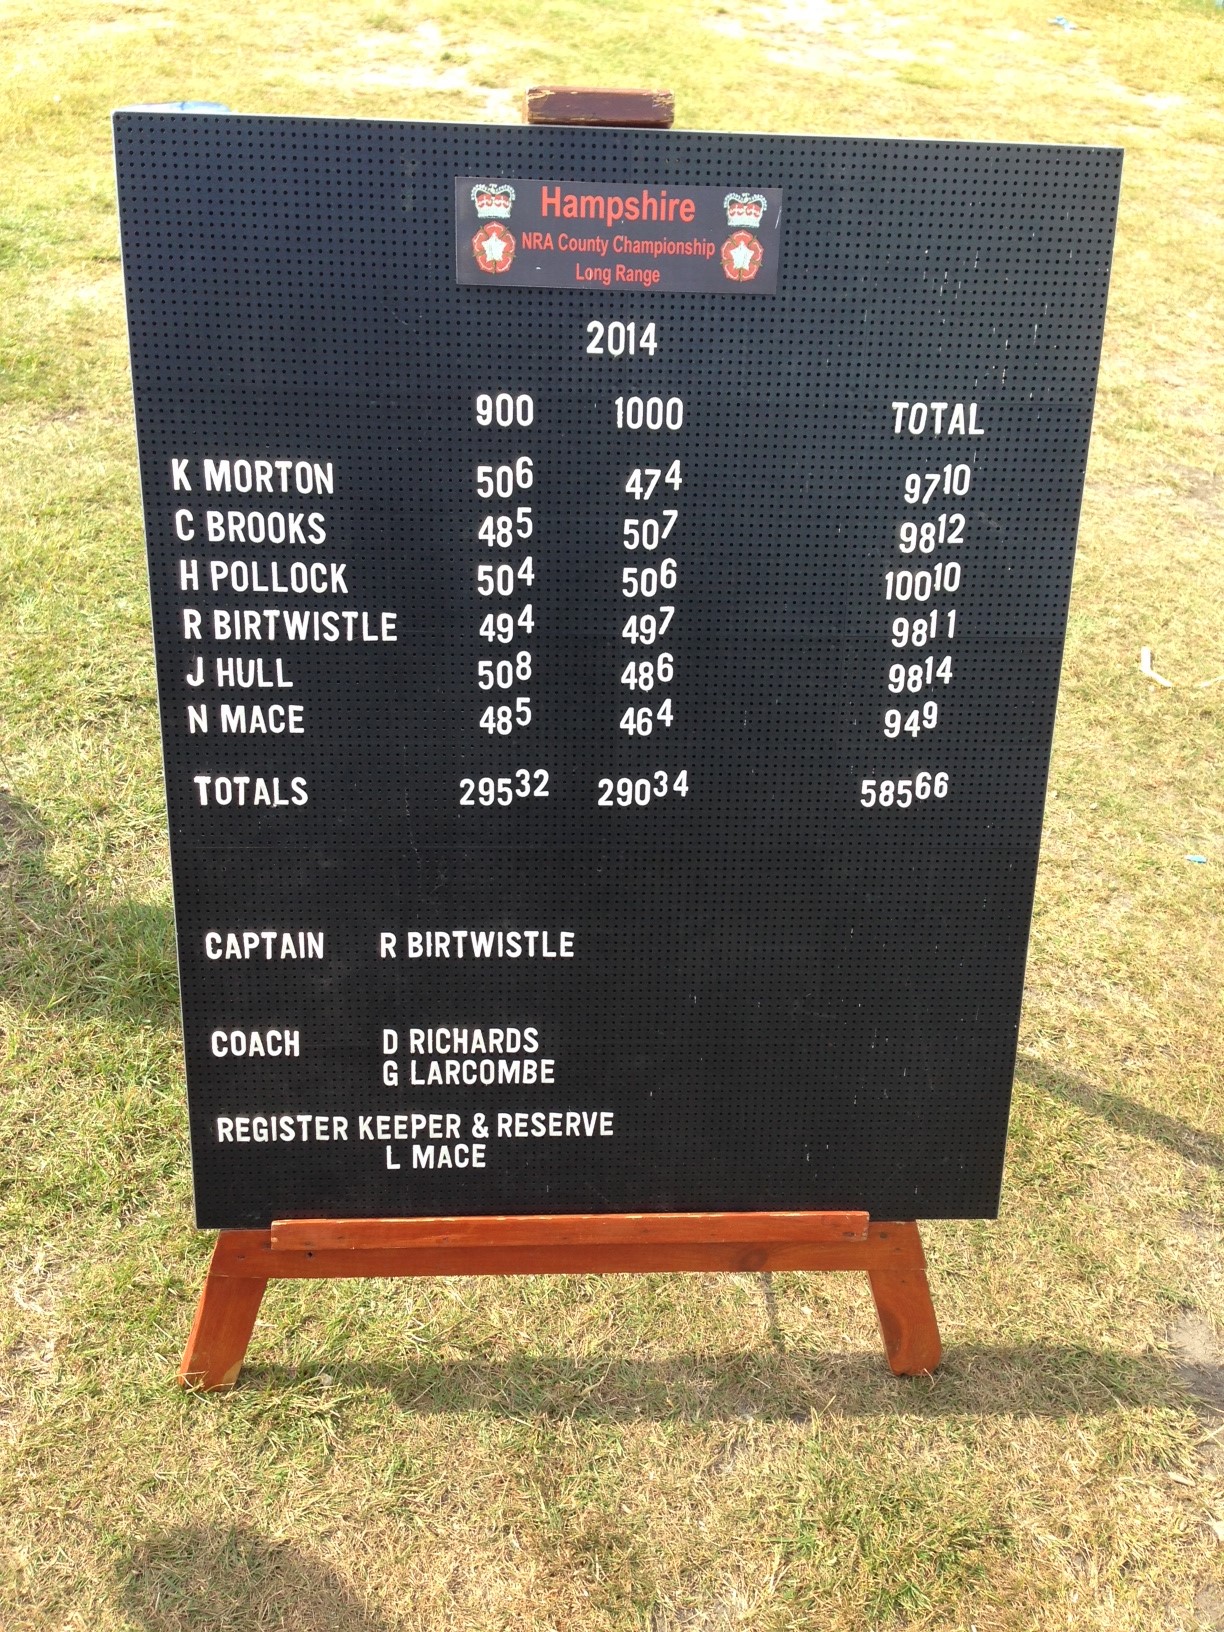 Hampshire
NRA County Championship
Long Range
2014
900 1000 TOTAL
K MORTON 50⁶ 47⁴ 97¹⁰
C BROOKS 48⁵ 50⁷ 98¹²
H POLLOCK 50⁴ 50⁶ 100¹⁰
R BIRTWISTLE 49⁴ 49⁷ 98¹¹
J HULL 50⁸ 48⁶ 98¹⁴
N MACE 48⁵ 46⁴ 94⁹
TOTALS 295³² 290³⁴ 585⁶⁶
CAPTAIN R BIRTWISTLE
COACH D RICHARDS
G LARCOMBE
REGISTER KEEPER & RESERVE
L MACE